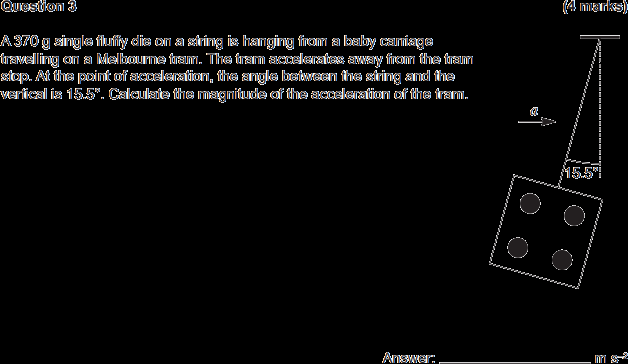 Question 3 (4 marks)
A 370 g single fluffy die on a string is hanging from a baby carriage
travelling on a Melbourne tram. The tram accelerates away from the tram
stop. At the point of acceleration, the angle between the string and the
vertical is 15.5°. Calculate the magnitude of the acceleration of the tram.
a
15.5°
Answer: ____________________ m s⁻²